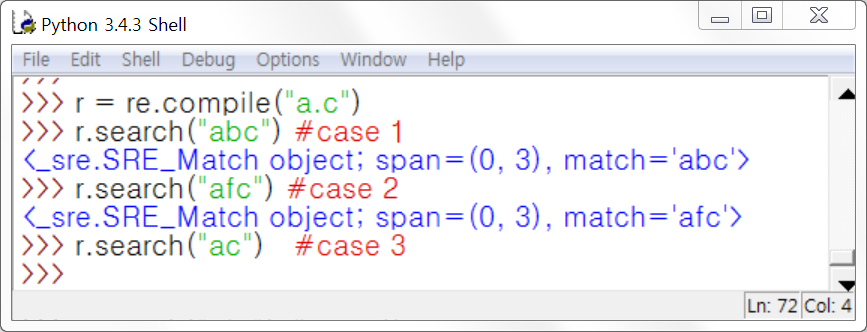 Python 3.4.3 Shell
File Edit Shell Debug Options Window Help
>>>
>>> r = re.compile("a.c")
>>> r.search("abc") #case 1
<_sre.SRE_Match object; span=(0, 3), match='abc'>
>>> r.search("afc") #case 2
<_sre.SRE_Match object; span=(0, 3), match='afc'>
>>> r.search("ac")  #case 3
>>>
Ln: 72 Col: 4